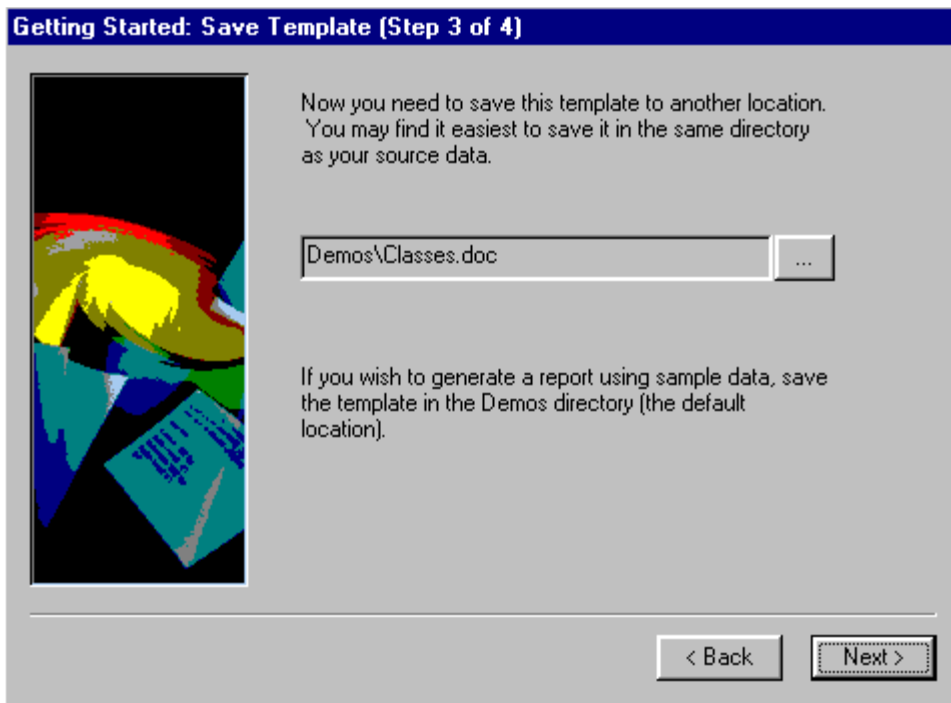 Getting Started: Save Template (Step 3 of 4)
Now you need to save this template to another location.
You may find it easiest to save it in the same directory
as your source data.
Demos\Classes.doc
...
If you wish to generate a report using sample data, save
the template in the Demos directory (the default
location).
< Back
Next >